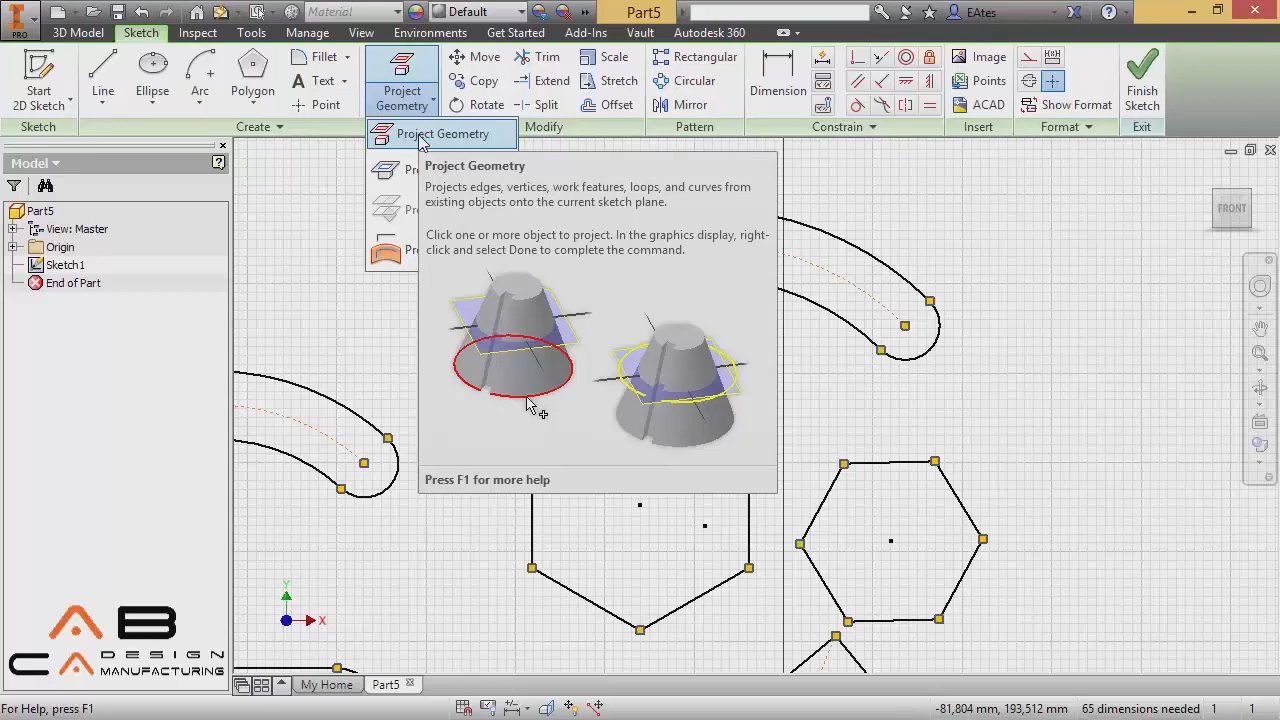 PRO
Material
Default
Part5
EAtes
3D Model
Sketch
Inspect
Tools
Manage
View
Environments
Get Started
Add-Ins
Vault
Autodesk 360
Start
2D Sketch
Line
Ellipse
Arc
Polygon
Fillet
Text
Point
Project
Geometry
Move
Copy
Rotate
Trim
Extend
Split
Scale
Stretch
Offset
Rectangular
Circular
Mirror
Dimension
Image
Points
ACAD
Show Format
Finish
Sketch
Sketch
Create
Modify
Pattern
Constrain
Insert
Format
Exit
Project Geometry
Project Geometry
Projects edges, vertices, work features, loops, and curves from
existing objects onto the current sketch plane.
Click one or more object to project. In the graphics display, right-
click and select Done to complete the command.
Press F1 for more help
Model
Part5
View: Master
Origin
Sketch1
End of Part
FRONT
Y
X
AB
CA DESIGN
MANUFACTURING
My Home
Part5
For Help, press F1
-81,804 mm, 193,512 mm
65 dimensions needed
1
1